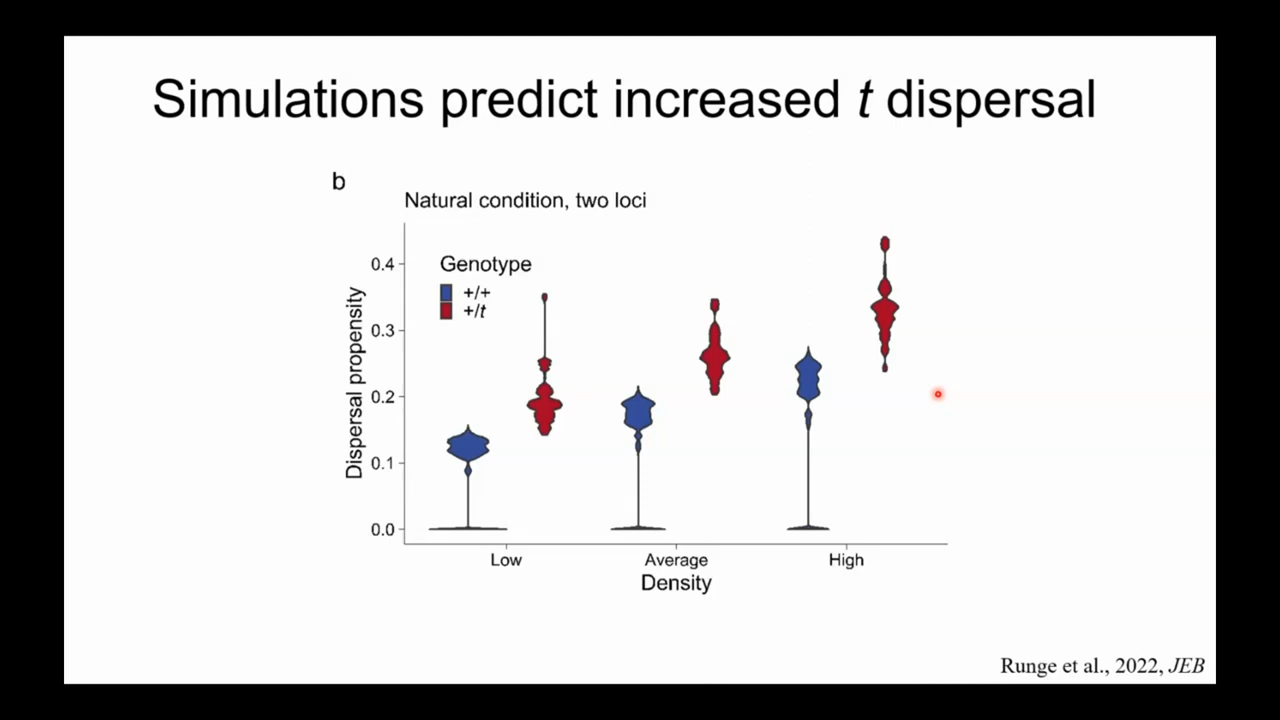 Simulations predict increased t dispersal
b
Natural condition, two loci
Genotype
+/+
+/t
Dispersal propensity
0.4
0.3
0.2
0.1
0.0
Low Average High
Density
Runge et al., 2022, JEB